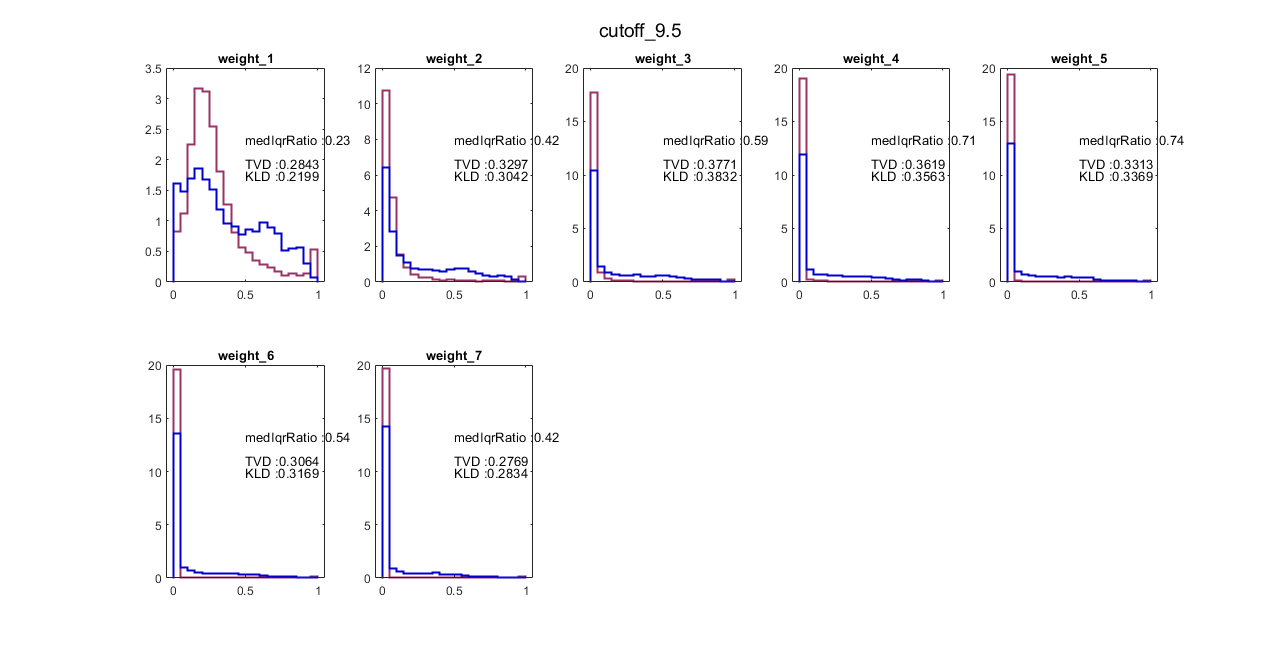 cutoff_9.5
weight_1
3.5
3
2.5
2
1.5
1
0.5
0
0
0.5
1
medIqrRatio :0.23
TVD :0.2843
KLD :0.2199
weight_2
12
10
8
6
4
2
0
0
0.5
1
medIqrRatio :0.42
TVD :0.3297
KLD :0.3042
weight_3
20
15
10
5
0
0
0.5
1
medIqrRatio :0.59
TVD :0.3771
KLD :0.3832
weight_4
20
15
10
5
0
0
0.5
1
medIqrRatio :0.71
TVD :0.3619
KLD :0.3563
weight_5
20
15
10
5
0
0
0.5
1
medIqrRatio :0.74
TVD :0.3313
KLD :0.3369
weight_6
20
15
10
5
0
0
0.5
1
medIqrRatio :0.54
TVD :0.3064
KLD :0.3169
weight_7
20
15
10
5
0
0
0.5
1
medIqrRatio :0.42
TVD :0.2769
KLD :0.2834